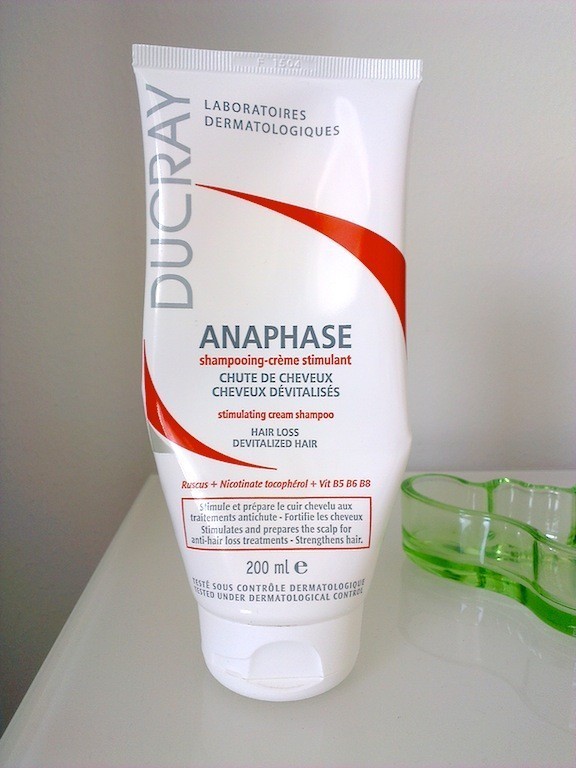 LABORATOIRES
DERMATOLOGIQUES
DUCRAY
ANAPHASE
shampooing-crème stimulant
CHUTE DE CHEVEUX
CHEVEUX DÉVITALISÉS
stimulating cream shampoo
HAIR LOSS
DEVITALIZED HAIR
Ruscus + Nicotinate tocophérol + Vit B5 B6 B8
Stimule et prépare le cuir chevelu aux
traitements antichute - Fortifie les cheveux
Stimulates and prepares the scalp for
anti-hair loss treatments - Strengthens hair.
200 ml ℮
TESTÉ SOUS CONTRÔLE DERMATOLOGIQUE
TESTED UNDER DERMATOLOGICAL CONTROL